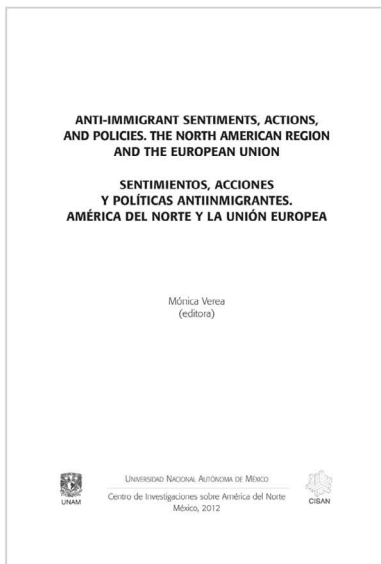 ANTI-IMMIGRANT SENTIMENTS, ACTIONS,
AND POLICIES. THE NORTH AMERICAN REGION
AND THE EUROPEAN UNION
SENTIMIENTOS, ACCIONES
Y POLÍTICAS ANTIINMIGRANTES.
AMÉRICA DEL NORTE Y LA UNIÓN EUROPEA
Mónica Verea
(editora)
UNIVERSIDAD NACIONAL AUTÓNOMA DE MÉXICO
Centro de Investigaciones sobre América del Norte
México, 2012
UNAM
CISAN